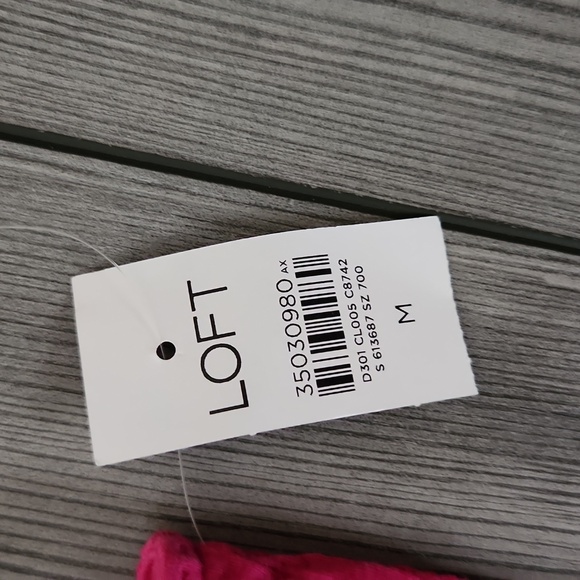 LOFT
35030980 AX
D301 CL005 C8742
S 613687 SZ 700
M